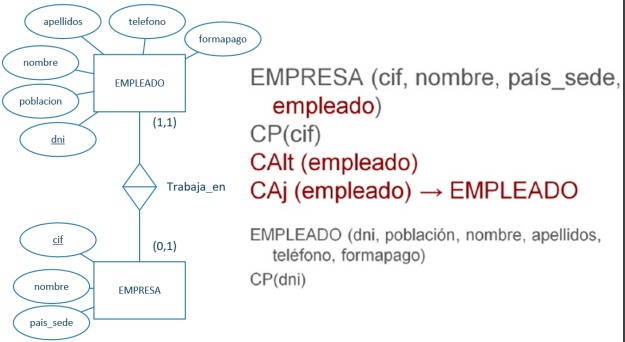 apellidos
telefono
formapago
nombre
EMPLEADO
poblacion
dni
(1,1)
Trabaja_en
(0,1)
cif
nombre
EMPRESA
pais_sede
EMPRESA (cif, nombre, país_sede,
empleado)
CP(cif)
CAlt (empleado)
CAj (empleado) → EMPLEADO
EMPLEADO (dni, población, nombre, apellidos,
teléfono, formapago)
CP(dni)